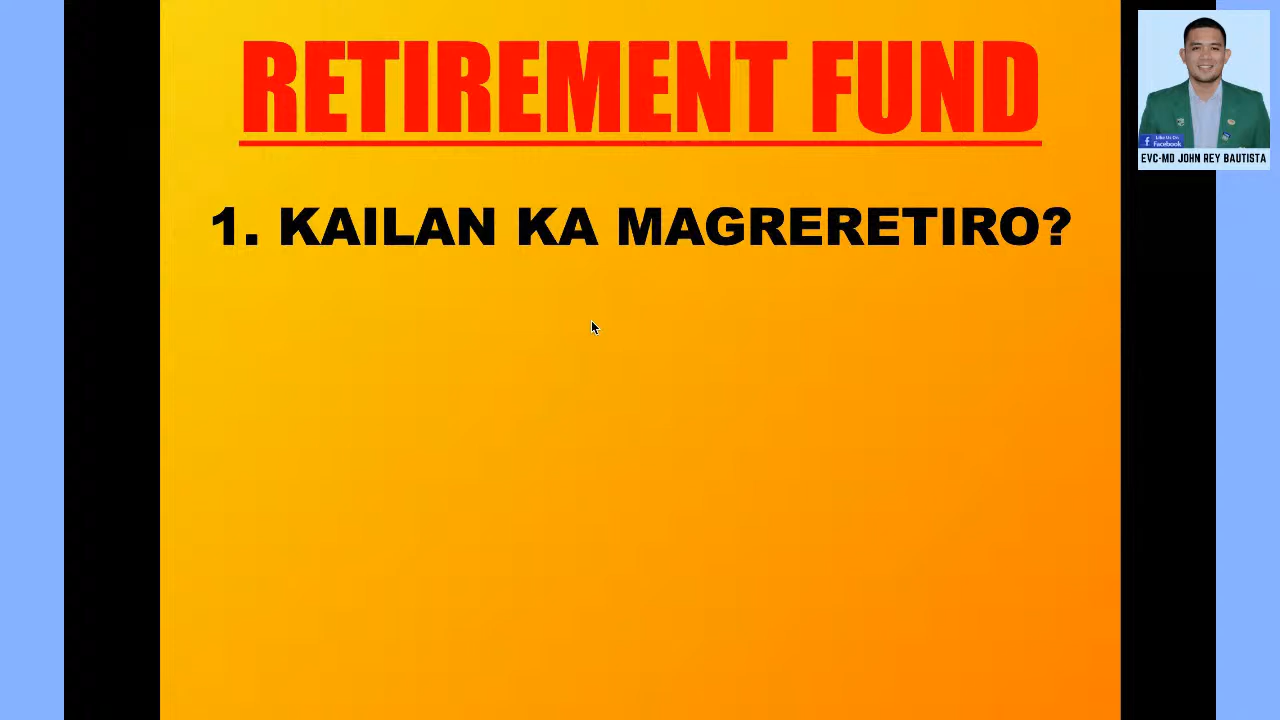 RETIREMENT FUND
1. KAILAN KA MAGRERETIRO?
Like Us On
Facebook
EVC-MD JOHN REY BAUTISTA